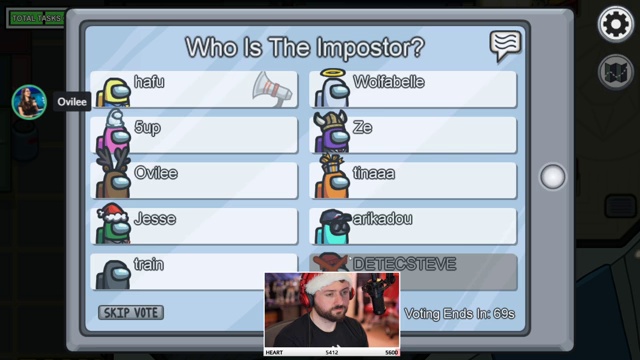 TOTAL TASKS
Who Is The Impostor?
hafu
Wolfabelle
Ovilee
5up
Ze
Ovilee
tinaaa
Jesse
arikadou
train
DETECSTEVE
SKIP VOTE
Voting Ends In: 69s
HEART 5412 5600